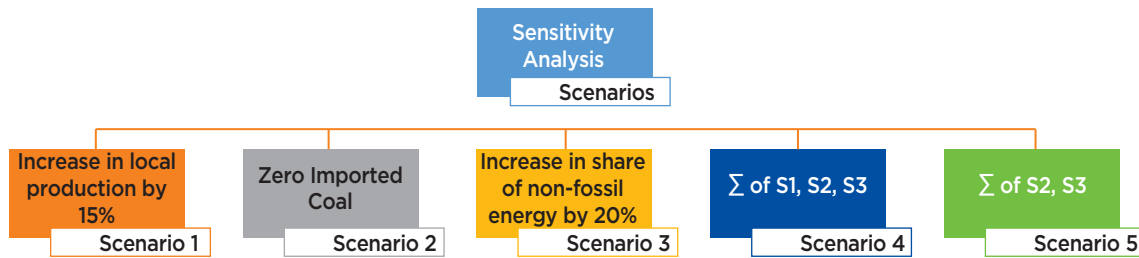 Sensitivity
Analysis
Scenarios
Increase in local
production by
15%
Scenario 1
Zero Imported
Coal
Scenario 2
Increase in share
of non-fossil
energy by 20%
Scenario 3
∑ of S1, S2, S3
Scenario 4
∑ of S2, S3
Scenario 5